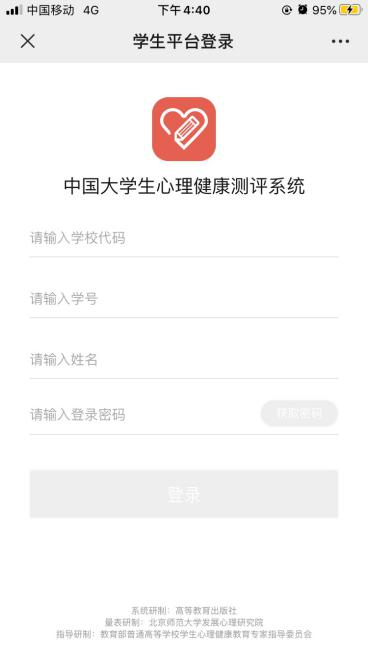 中国移动 4G 下午4:40 95%
学生平台登录
中国大学生心理健康测评系统
请输入学校代码
请输入学号
请输入姓名
请输入登录密码 获取密码
登录
系统研制：高等教育出版社
量表研制：北京师范大学发展心理研究院
指导研制：教育部普通高等学校学生心理健康教育专家指导委员会